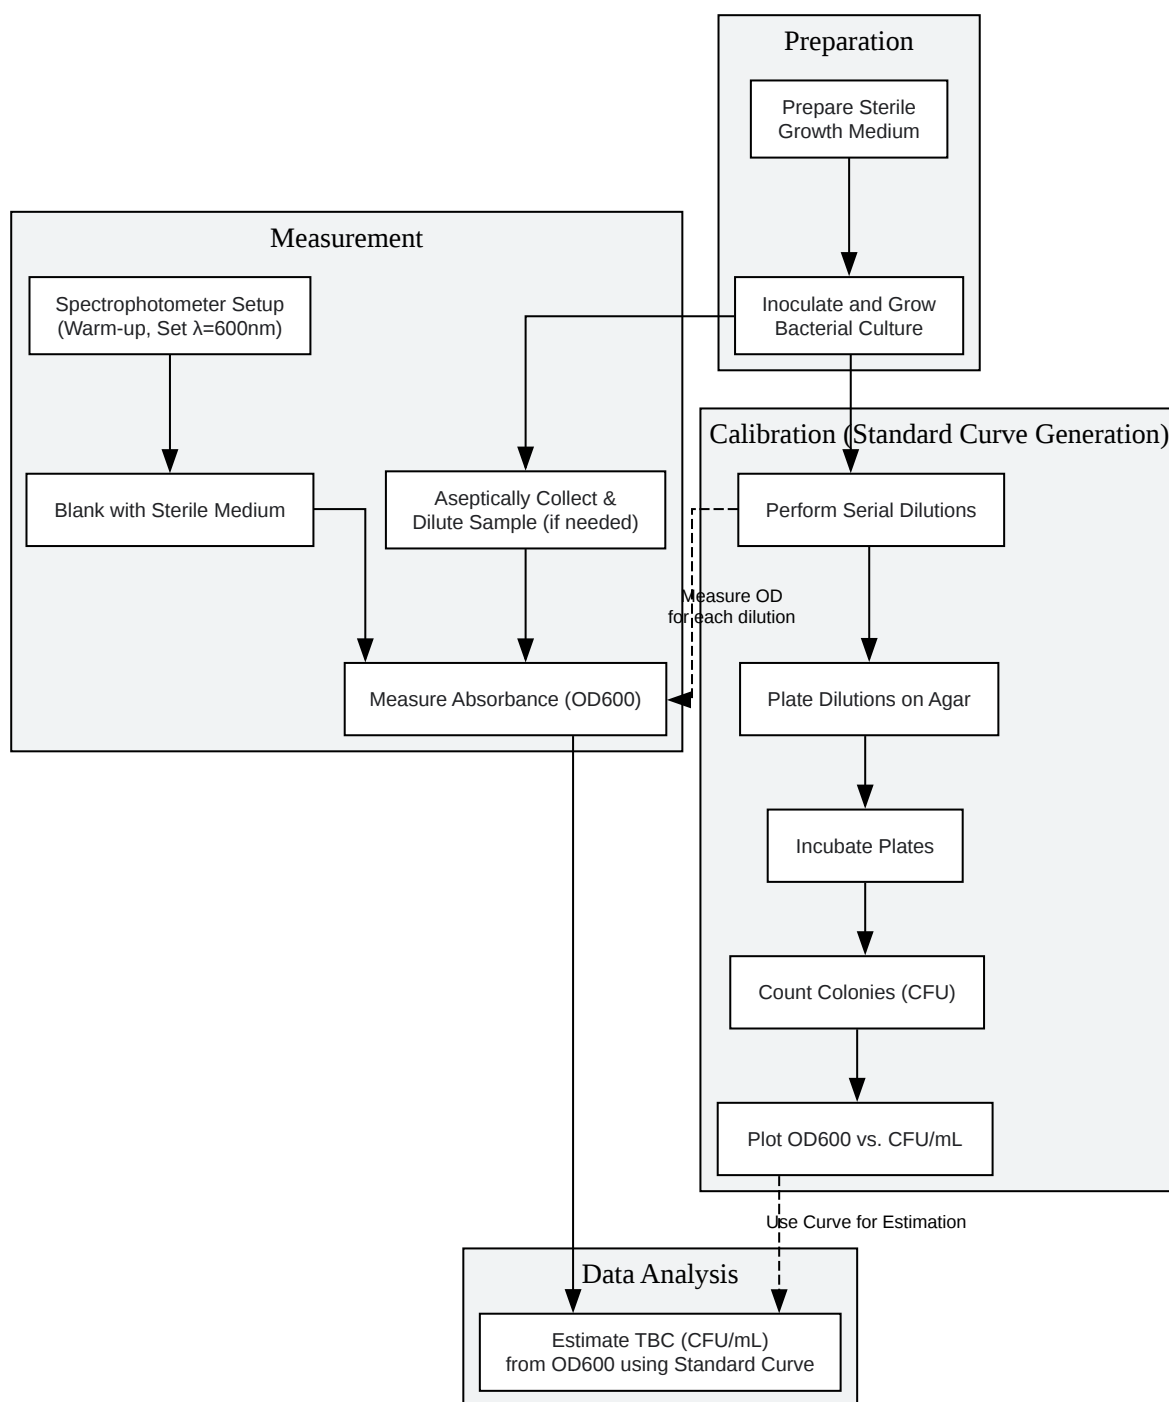 Preparation
Prepare Sterile
Growth Medium
Measurement
Spectrophotometer Setup
(Warm-up, Set λ=600nm)
Inoculate and Grow
Bacterial Culture
Calibration (Standard Curve Generation)
Blank with Sterile Medium
Aseptically Collect &
Dilute Sample (if needed)
Perform Serial Dilutions
Measure OD
for each dilution
Measure Absorbance (OD600)
Plate Dilutions on Agar
Incubate Plates
Count Colonies (CFU)
Plot OD600 vs. CFU/mL
Use Curve for Estimation
Data Analysis
Estimate TBC (CFU/mL)
from OD600 using Standard Curve